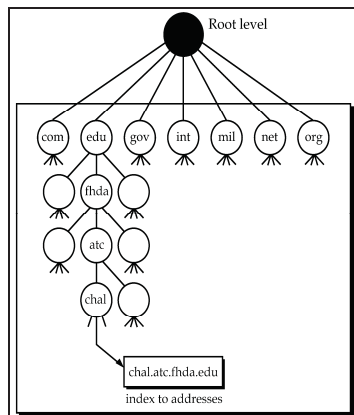 Root level
com edu gov int mil net org
fhda
atc
chal
chal.atc.fhda.edu
index to addresses